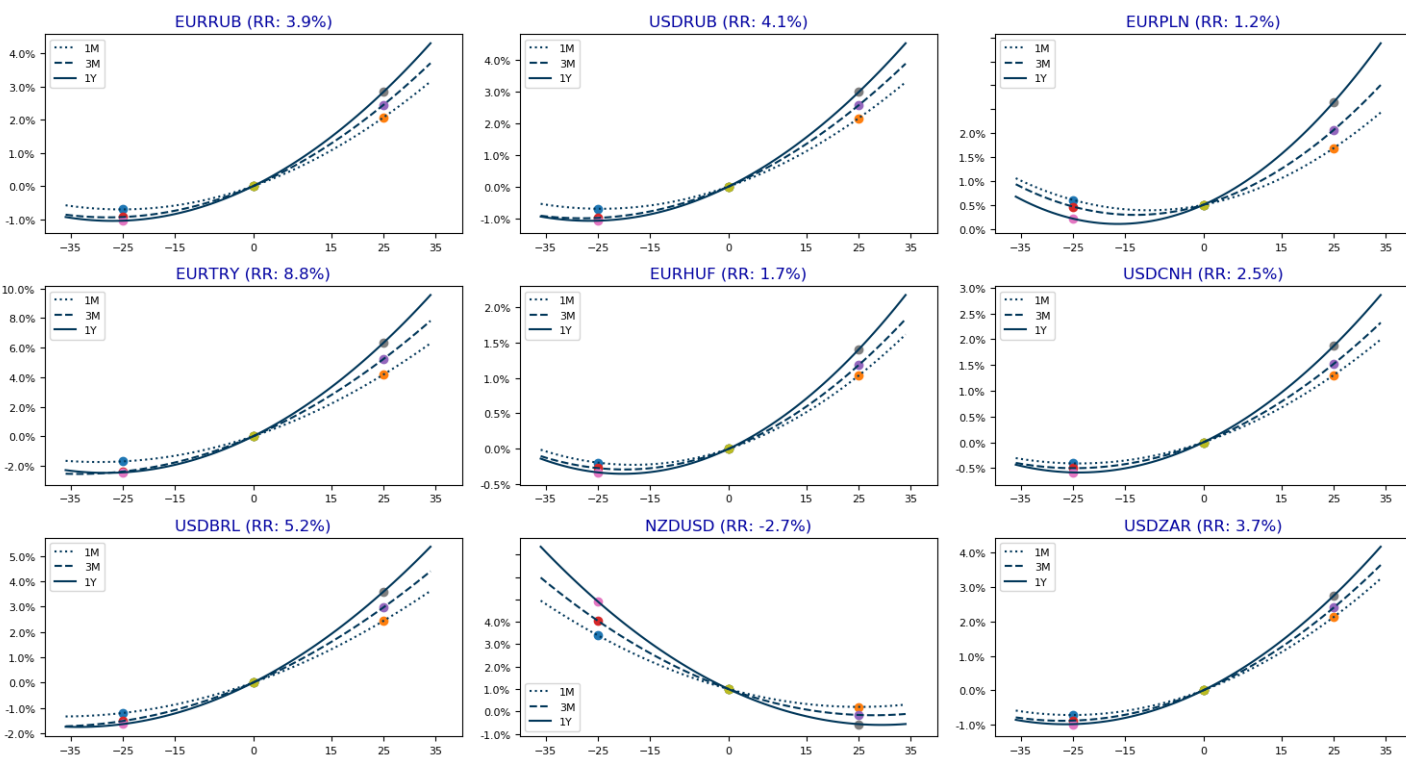 EURRUB (RR: 3.9%)
4.0%
3.0%
2.0%
1.0%
0.0%
-1.0%
1M
3M
1Y
−35 −25 −15 0 15 25 35
USDRUB (RR: 4.1%)
4.0%
3.0%
2.0%
1.0%
0.0%
-1.0%
1M
3M
1Y
−35 −25 −15 0 15 25 35
EURPLN (RR: 1.2%)
2.0%
1.5%
0.5%
0.0%
1M
3M
1Y
−35 −25 −15 0 15 25 35
EURTRY (RR: 8.8%)
10.0%
8.0%
6.0%
4.0%
2.0%
0.0%
-2.0%
1M
3M
1Y
−35 −25 −15 0 15 25 35
EURHUF (RR: 1.7%)
2.0%
1.5%
1.0%
0.5%
0.0%
-0.5%
1M
3M
1Y
−35 −25 −15 0 15 25 35
USDCNH (RR: 2.5%)
3.0%
2.5%
2.0%
1.5%
1.0%
0.5%
0.0%
-0.5%
1M
3M
1Y
−35 −25 −15 0 15 25 35
USDBRL (RR: 5.2%)
5.0%
4.0%
3.0%
2.0%
1.0%
0.0%
-1.0%
-2.0%
1M
3M
1Y
−35 −25 −15 0 15 25 35
NZDUSD (RR: -2.7%)
4.0%
3.0%
1.0%
0.0%
-1.0%
1M
3M
1Y
−35 −25 −15 0 15 25 35
USDZAR (RR: 3.7%)
4.0%
3.0%
2.0%
1.0%
0.0%
-1.0%
1M
3M
1Y
−35 −25 −15 0 15 25 35